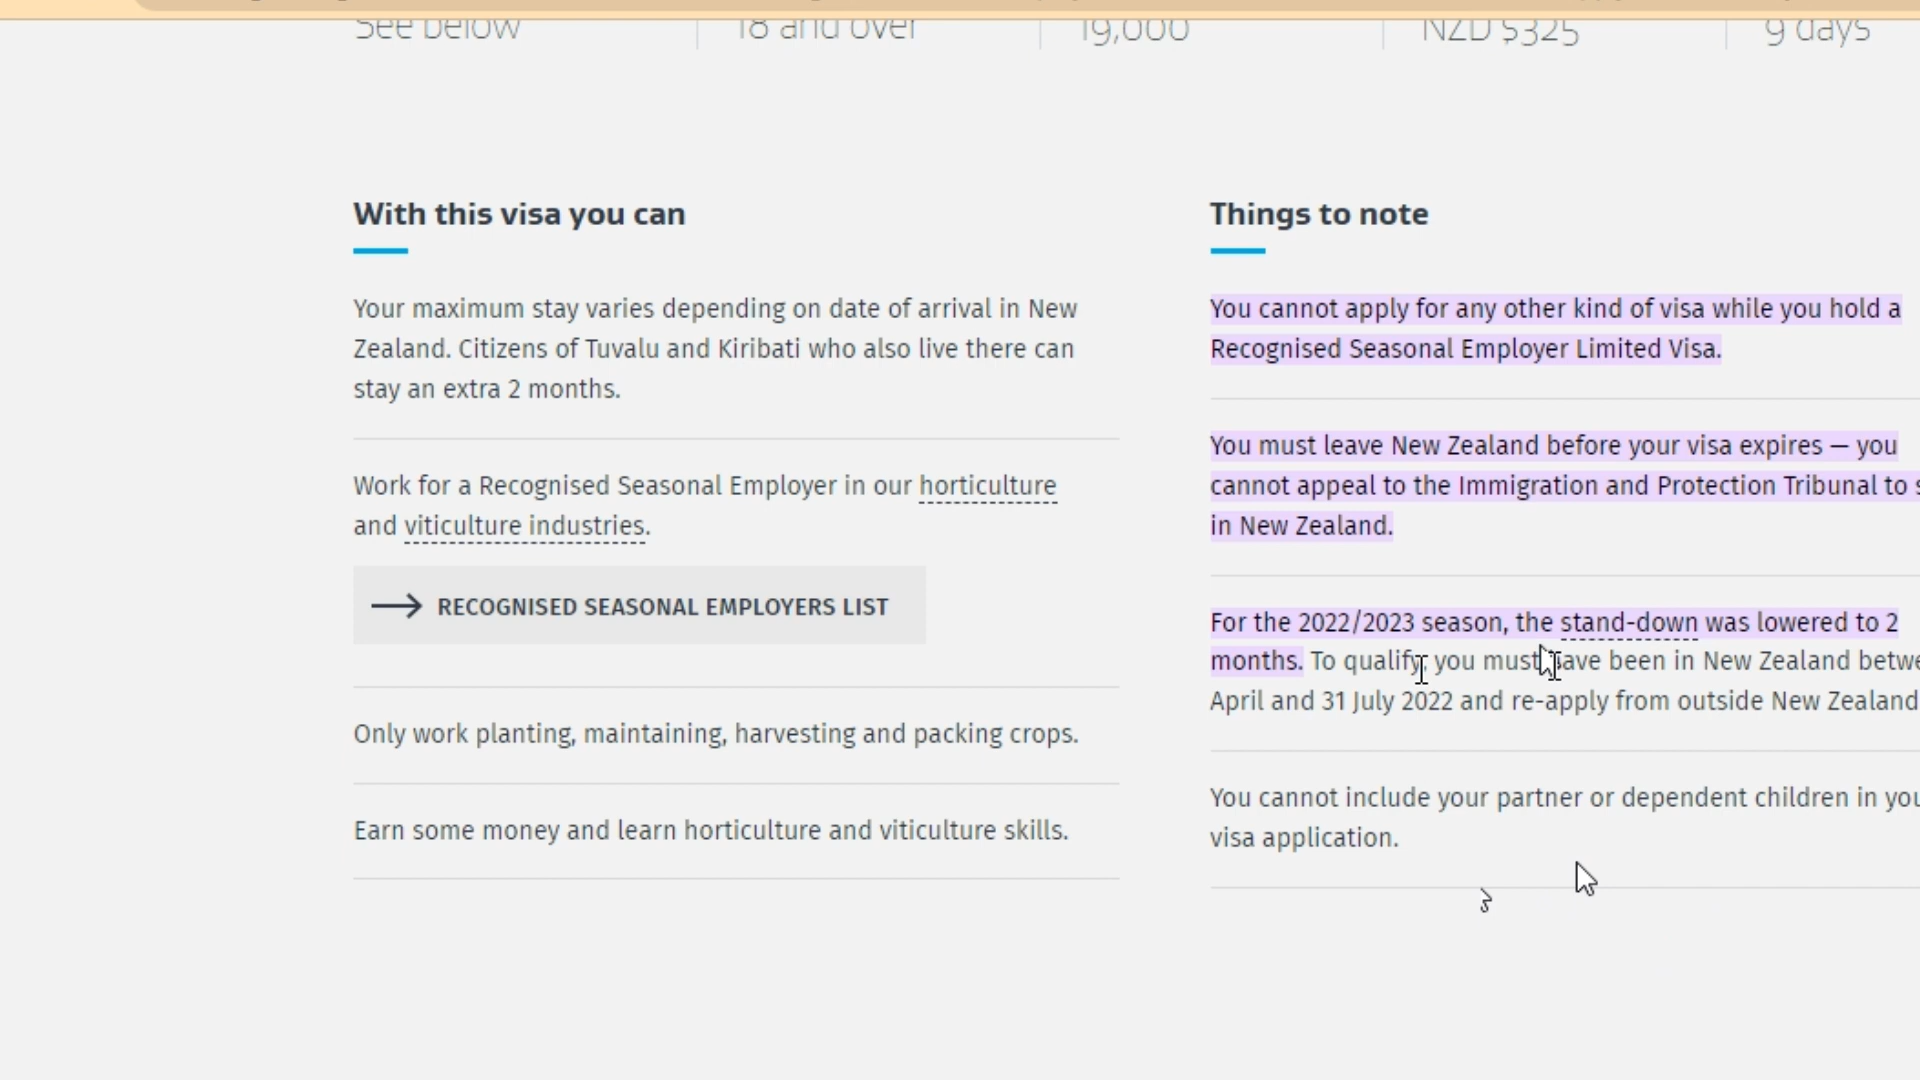 See below 18 and over 19,000 NZD $325 9 days
With this visa you can
Your maximum stay varies depending on date of arrival in New
Zealand. Citizens of Tuvalu and Kiribati who also live there can
stay an extra 2 months.
Work for a Recognised Seasonal Employer in our horticulture
and viticulture industries.
RECOGNISED SEASONAL EMPLOYERS LIST
Only work planting, maintaining, harvesting and packing crops.
Earn some money and learn horticulture and viticulture skills.
Things to note
You cannot apply for any other kind of visa while you hold a
Recognised Seasonal Employer Limited Visa.
You must leave New Zealand before your visa expires — you
cannot appeal to the Immigration and Protection Tribunal to
in New Zealand.
For the 2022/2023 season, the stand-down was lowered to 2
months. To qualify, you must have been in New Zealand
April and 31 July 2022 and re-apply from outside New Zealand
You cannot include your partner or dependent children in
visa application.